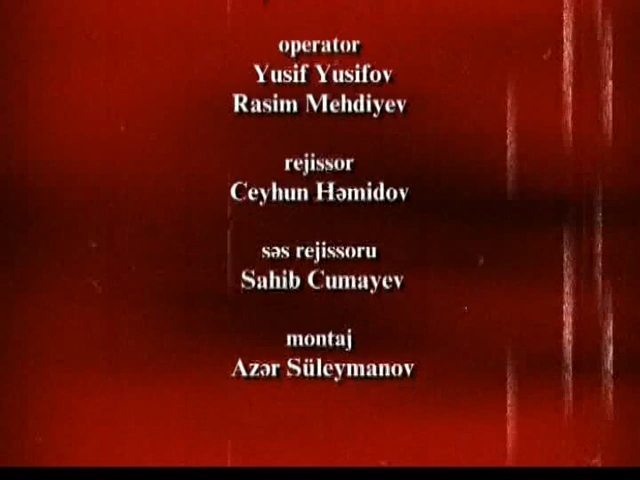 operator
Yusif Yusifov
Rasim Mehdiyev
rejissor
Ceyhun Həmidov
səs rejissoru
Sahib Cumayev
montaj
Azər Süleymanov